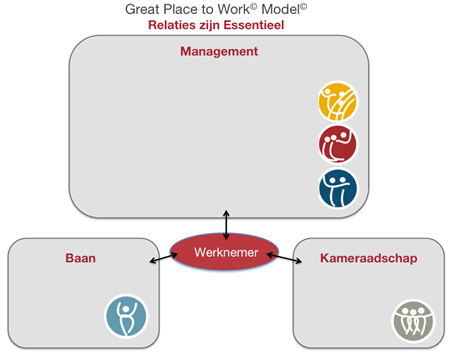 Great Place to Work© Model©
Relaties zijn Essentieel
Management
Werknemer
Baan
Kameraadschap